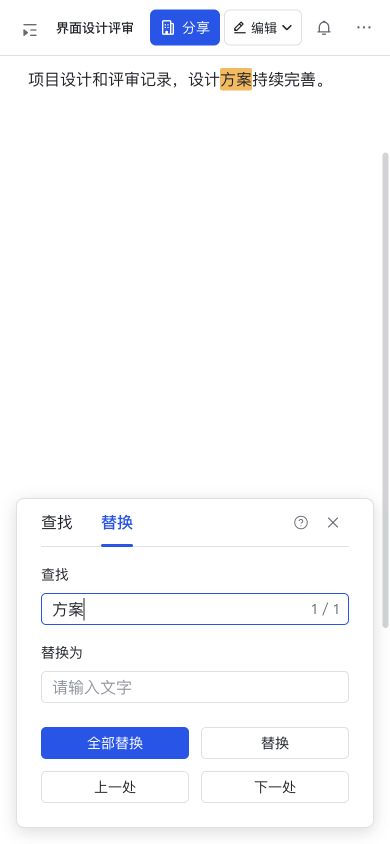 界面设计评审 分享 编辑
项目设计和评审记录，设计方案持续完善。
查找 替换
查找
方案 1 / 1
替换为
请输入文字
全部替换 替换
上一处 下一处